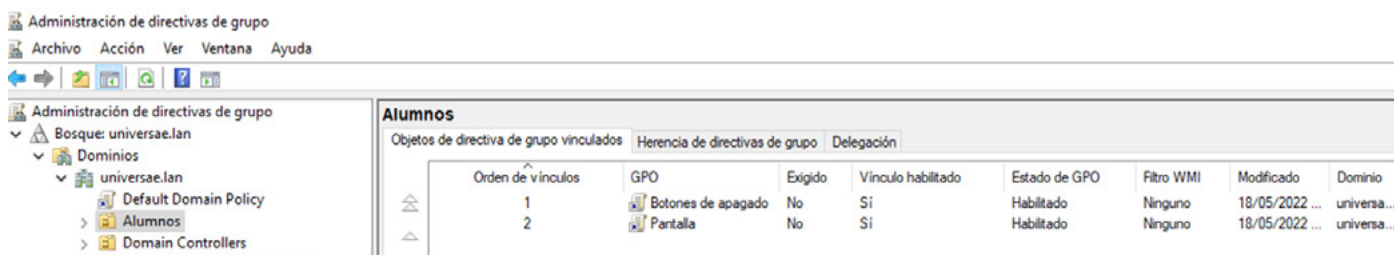 Administración de directivas de grupo
Archivo Acción Ver Ventana Ayuda
Administración de directivas de grupo
Bosque: universae.lan
Dominios
universae.lan
Default Domain Policy
Alumnos
Domain Controllers
Alumnos
Objetos de directiva de grupo vinculados Herencia de directivas de grupo Delegación
Orden de vínculos GPO Exigido Vínculo habilitado Estado de GPO Filtro WMI Modificado Dominio
1 Botones de apagado No Sí Habilitado Ninguno 18/05/2022 ... universa...
2 Pantalla No Sí Habilitado Ninguno 18/05/2022 ... universa...